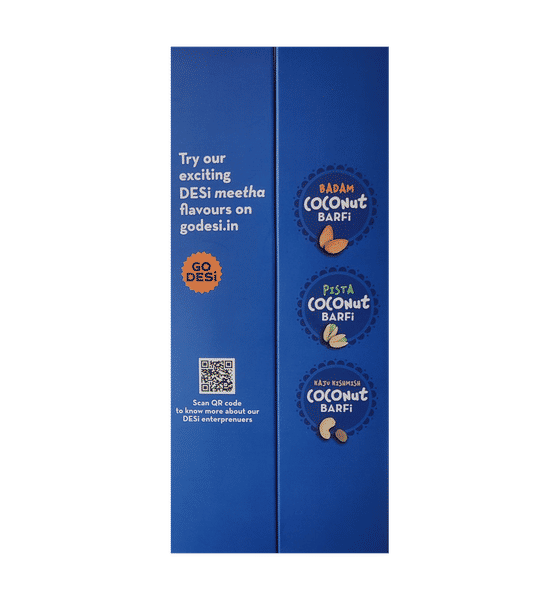 Try our
exciting
DESi meetha
flavours on
godesi.in
GO
DESi
Scan QR code
to know more about our
DESi enterprenuers
BADAM
COCONut
BARFi
PISTA
COCONut
BARFi
KAJU KISHMISH
COCONut
BARFi